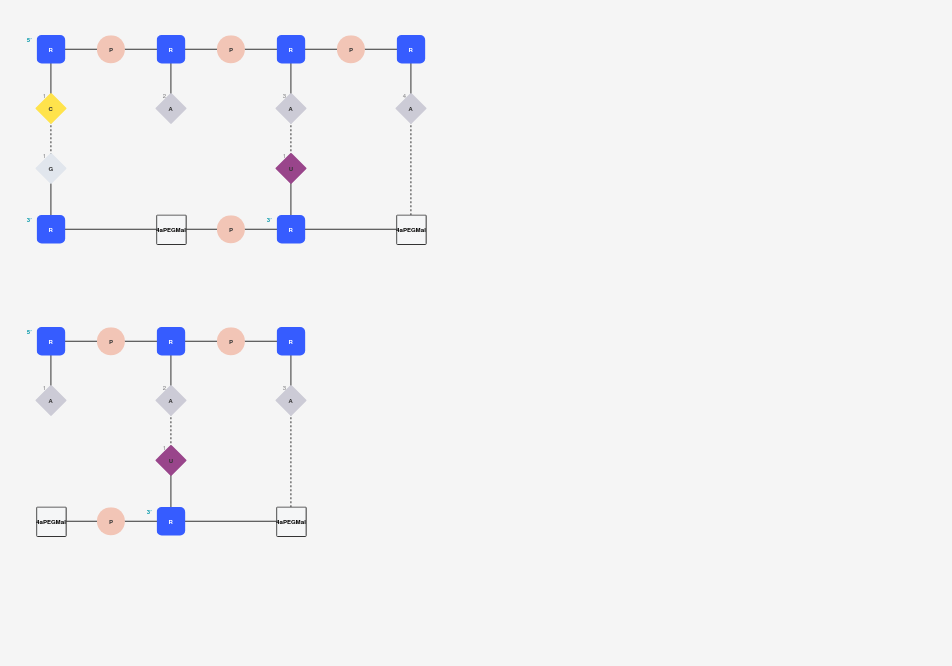 5' R P R P R P R
1 C 2 A 3 A 4 A
1 G 1 U
3' R 4aPEGMal P 3' R 4aPEGMal
5' R P R P R
1 A 2 A 3 A
1 U
4aPEGMal P 3' R 4aPEGMal